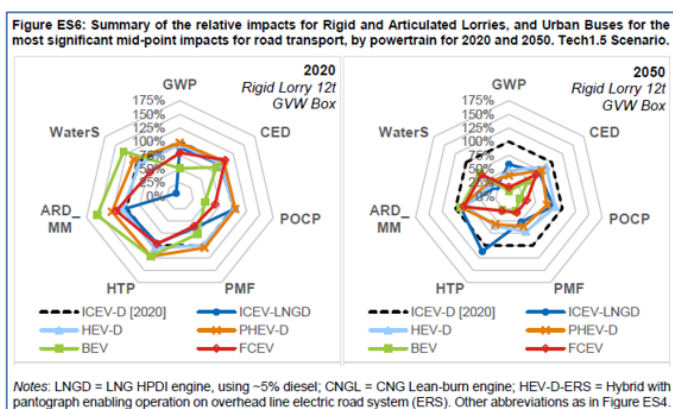 Figure ES6: Summary of the relative impacts for Rigid and Articulated Lorries, and Urban Buses for the
most significant mid-point impacts for road transport, by powertrain for 2020 and 2050. Tech1.5 Scenario.
2020
Rigid Lorry 12t
GVW Box
GWP
175%
150%
125%
100%
25%
0%
CED
POCP
PMF
HTP
ARD_
MM
WaterS
ICEV-D [2020]
ICEV-LNGD
HEV-D
PHEV-D
BEV
FCEV
2050
Rigid Lorry 12t
GVW Box
GWP
175%
150%
125%
100%
75%
0%
CED
POCP
PMF
HTP
ARD_
MM
WaterS
ICEV-D [2020]
ICEV-LNGD
HEV-D
PHEV-D
BEV
FCEV
Notes: LNGD = LNG HPDI engine, using ~5% diesel; CNGL = CNG Lean-burn engine; HEV-D-ERS = Hybrid with
pantograph enabling operation on overhead line electric road system (ERS). Other abbreviations as in Figure ES4.